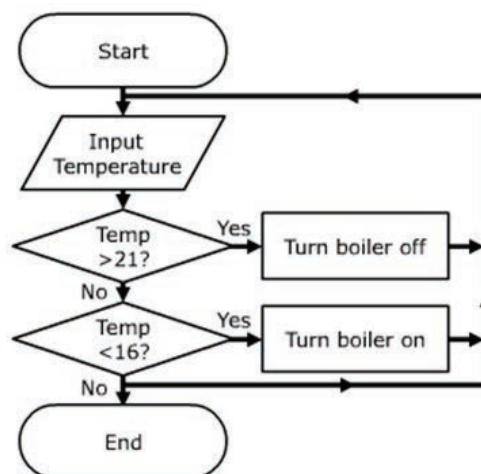 Start
Input
Temperature
Temp
>21?
Yes
Turn boiler off
No
Temp
<16?
Yes
Turn boiler on
No
End